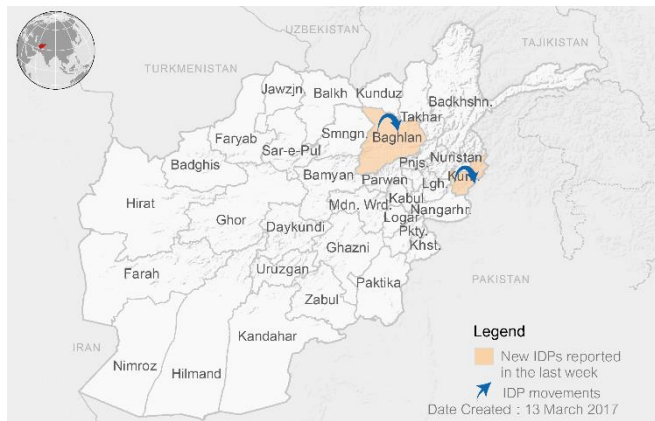 UZBEKISTAN
TAJIKISTAN
TURKMENISTAN
Jawzjn.
Balkh
Kunduz
Badkhshn.
Takhar
Faryab
Smngn.
Baghlan
Sar-e-Pul
Badghis
Pnjs.
Nuristan
Bamyan
Parwan
Lgh.
Kun.
Hirat
Kabul
Mdn. Wrd.
Nangarhr.
Ghor
Logar
Daykundi
Pkty.
Ghazni
Khst.
Farah
Uruzgan
Paktika
PAKISTAN
Zabul
Kandahar
Legend
IRAN
New IDPs reported
in the last week
Nimroz
Hilmand
IDP movements
Date Created : 13 March 2017